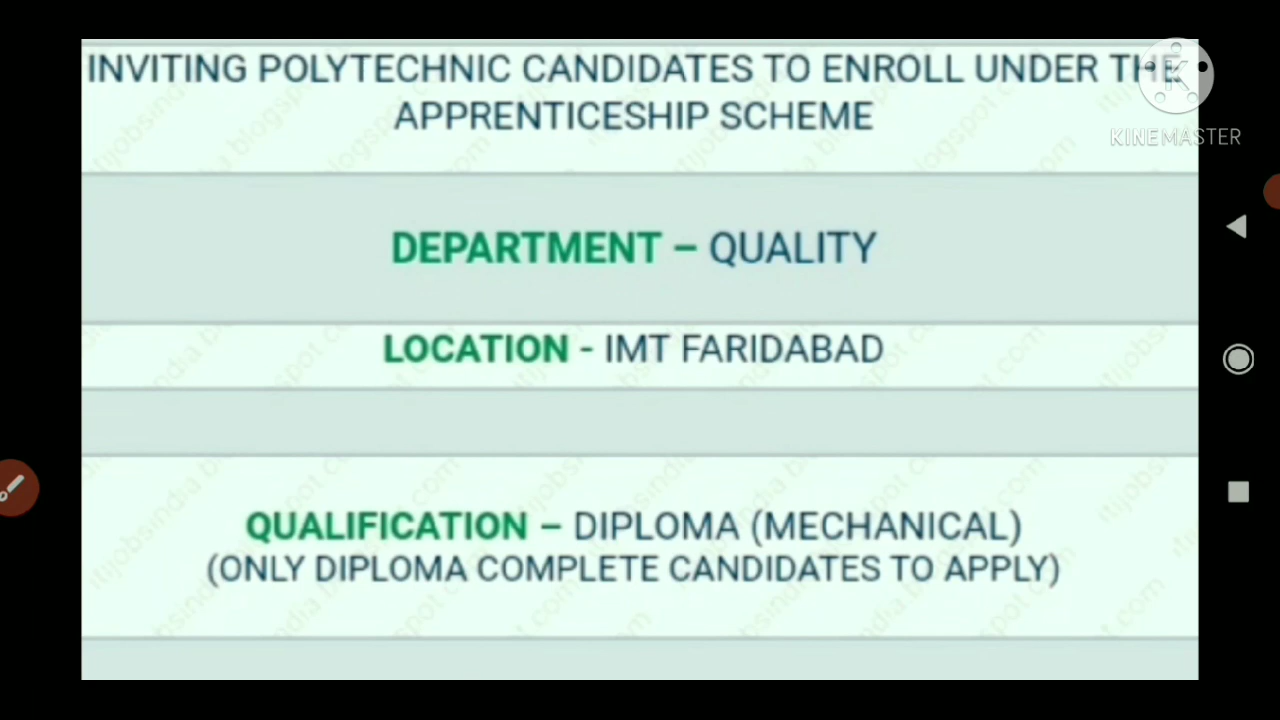 INVITING POLYTECHNIC CANDIDATES TO ENROLL UNDER THE
APPRENTICESHIP SCHEME
K
KINEMASTER
DEPARTMENT – QUALITY
LOCATION - IMT FARIDABAD
QUALIFICATION – DIPLOMA (MECHANICAL)
(ONLY DIPLOMA COMPLETE CANDIDATES TO APPLY)